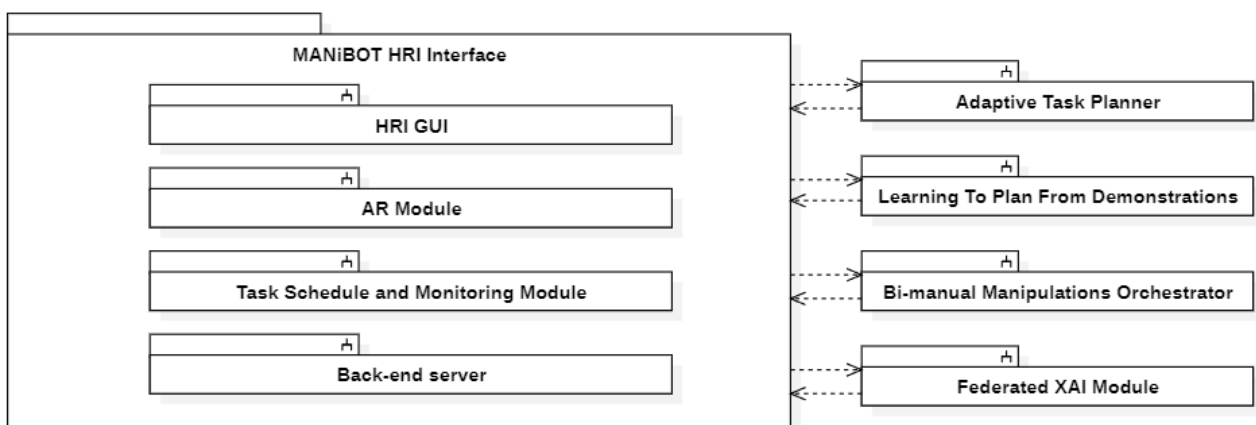 MANiBOT HRI Interface
HRI GUI
AR Module
Task Schedule and Monitoring Module
Back-end server
Adaptive Task Planner
Learning To Plan From Demonstrations
Bi-manual Manipulations Orchestrator
Federated XAI Module